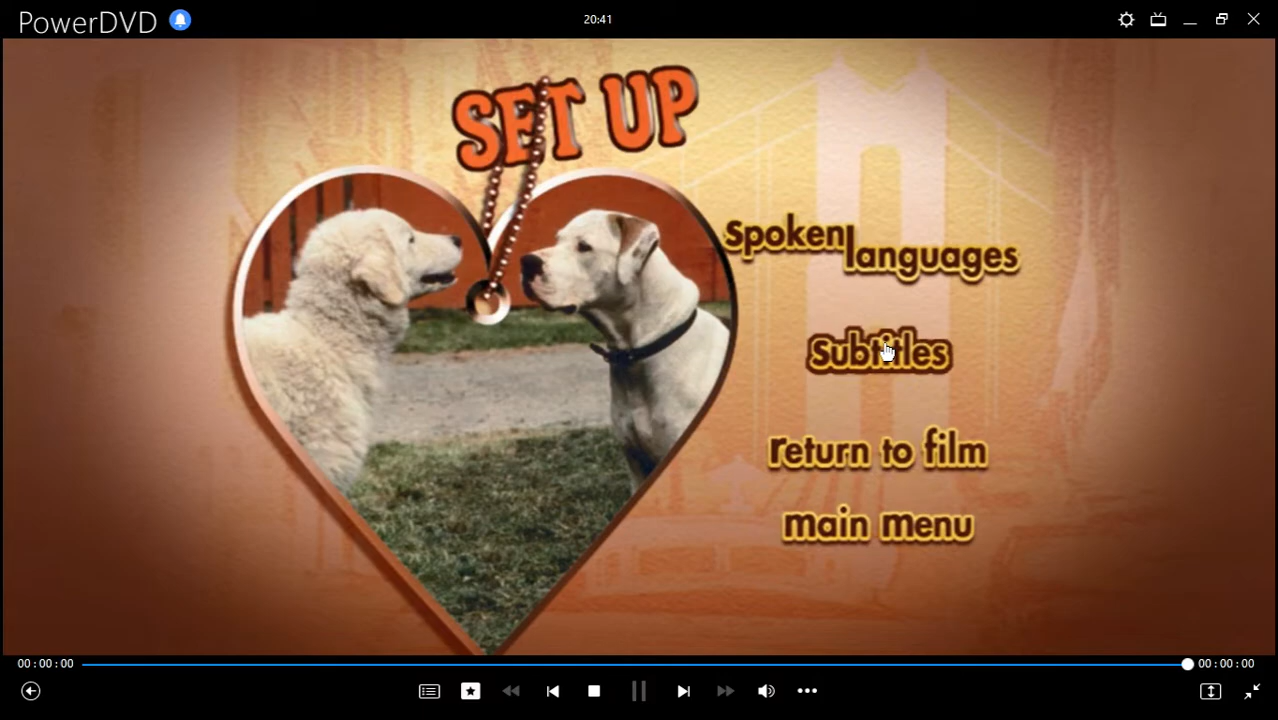 PowerDVD
20:41
SET UP
Spoken languages
Subtitles
return to film
main menu
00:00:00
00:00:00